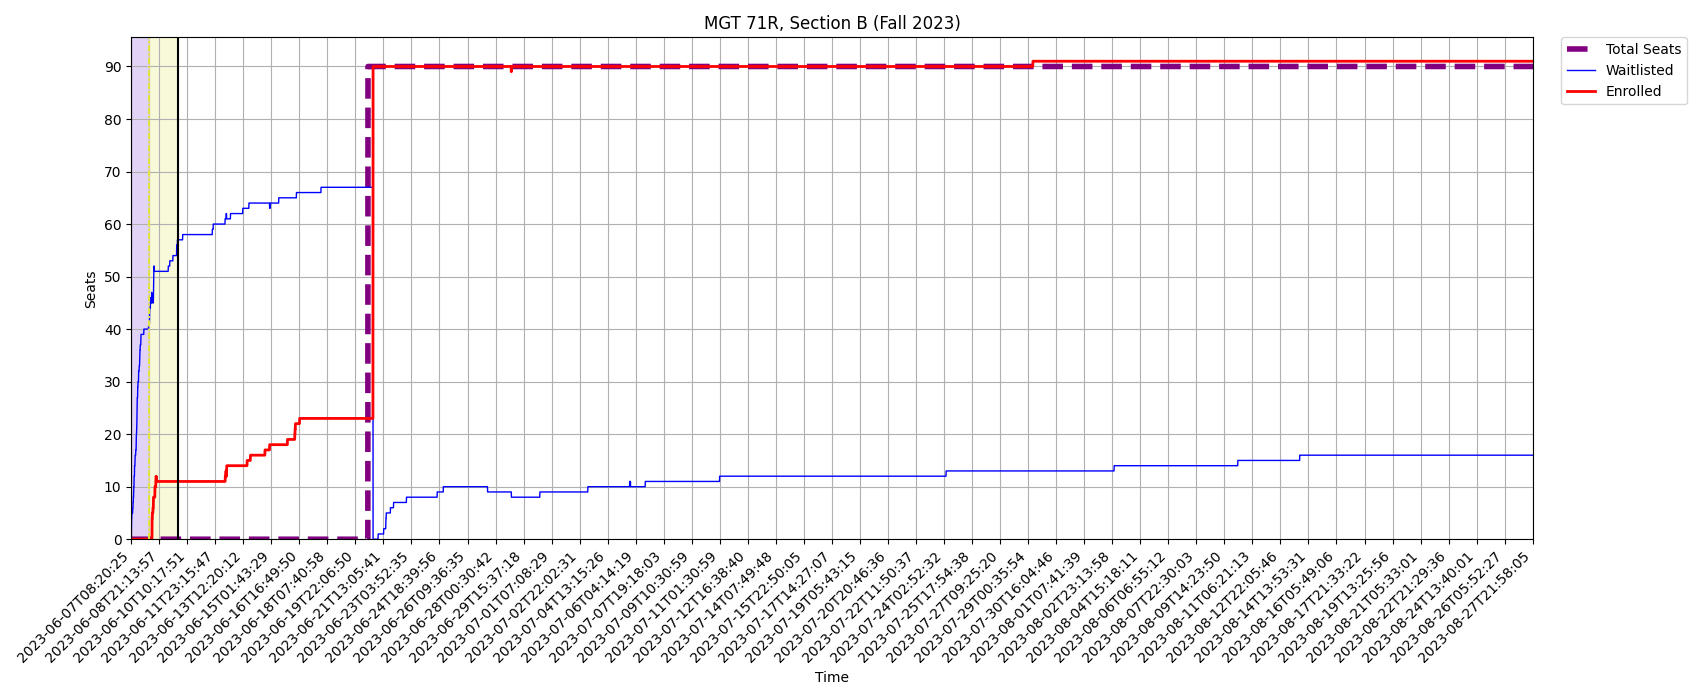 MGT 71R, Section B (Fall 2023)
Total Seats
Waitlisted
Enrolled
Seats
90
80
70
60
50
40
30
20
10
0
2023-06-07T08:20:25
2023-06-08T21:13:57
2023-06-10T10:17:51
2023-06-11T23:15:47
2023-06-13T12:20:12
2023-06-15T01:43:29
2023-06-16T16:49:50
2023-06-18T07:40:58
2023-06-19T22:06:50
2023-06-21T13:05:41
2023-06-23T03:52:35
2023-06-24T18:39:56
2023-06-26T09:36:35
2023-06-28T00:30:42
2023-06-29T15:37:18
2023-07-01T07:08:29
2023-07-02T22:02:31
2023-07-04T13:15:26
2023-07-06T04:14:19
2023-07-07T19:18:03
2023-07-09T10:30:59
2023-07-11T01:30:59
2023-07-12T16:38:40
2023-07-14T07:49:48
2023-07-15T22:50:05
2023-07-17T14:27:07
2023-07-19T05:43:15
2023-07-20T20:46:36
2023-07-22T11:50:37
2023-07-24T02:52:32
2023-07-25T17:54:38
2023-07-27T09:25:20
2023-07-29T00:35:54
2023-07-30T16:04:46
2023-08-01T07:41:39
2023-08-02T23:13:58
2023-08-04T15:18:11
2023-08-06T06:55:12
2023-08-07T22:30:03
2023-08-09T14:23:50
2023-08-11T06:21:13
2023-08-12T22:05:46
2023-08-14T13:53:31
2023-08-16T05:49:06
2023-08-17T21:33:22
2023-08-19T13:25:56
2023-08-21T05:33:01
2023-08-22T21:29:36
2023-08-24T13:40:01
2023-08-26T05:52:27
2023-08-27T21:58:05
Time